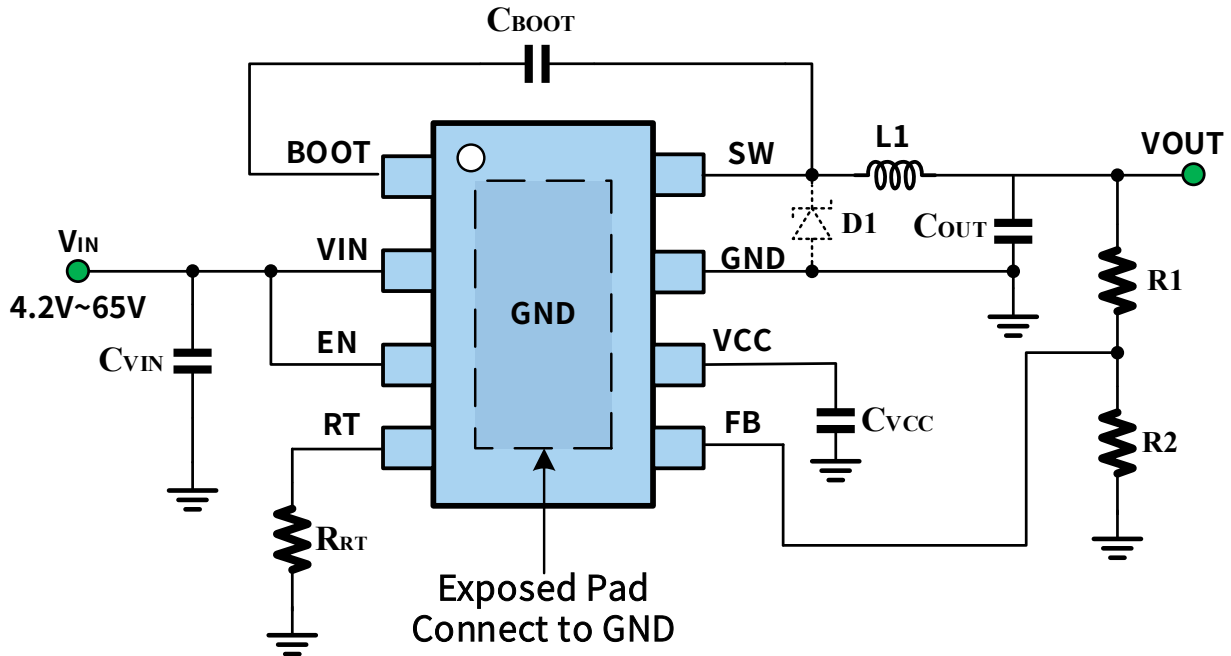 CBOOT
BOOT
SW
L1
VOUT
VIN
4.2V~65V
VIN
GND
D1
COUT
R1
GND
EN
VCC
CVIN
CVCC
RT
FB
R2
RRT
Exposed Pad
Connect to GND